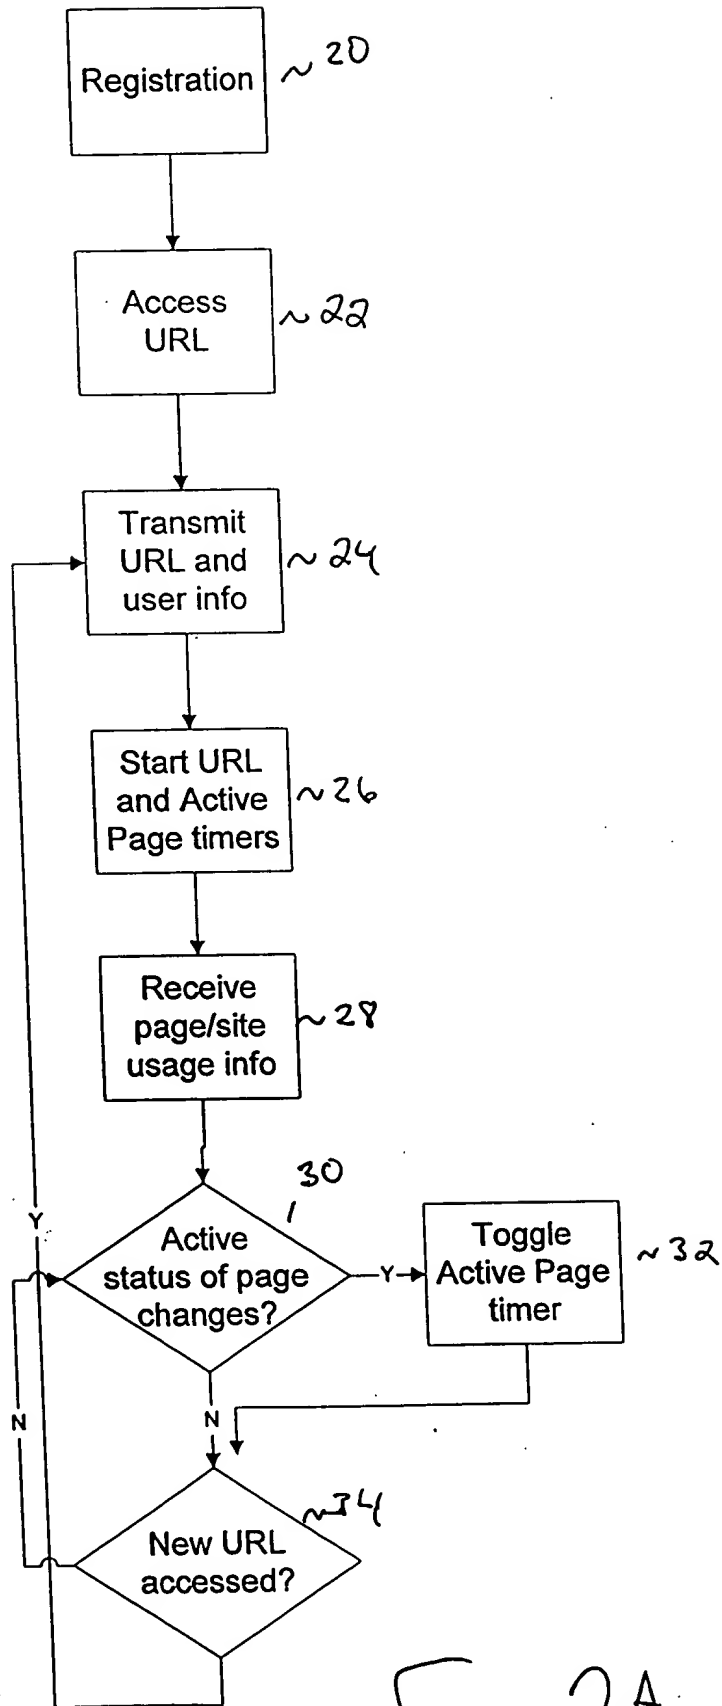 Registration
~ 20
Access
URL
~ 22
Transmit
URL and
user info
~ 24
Start URL
and Active
Page timers
~ 26
Receive
page/site
usage info
~ 28
30
Active
status of page
changes?
Y
Y
Toggle
Active Page
timer
~ 32
N
N
~ 34
New URL
accessed?
2A